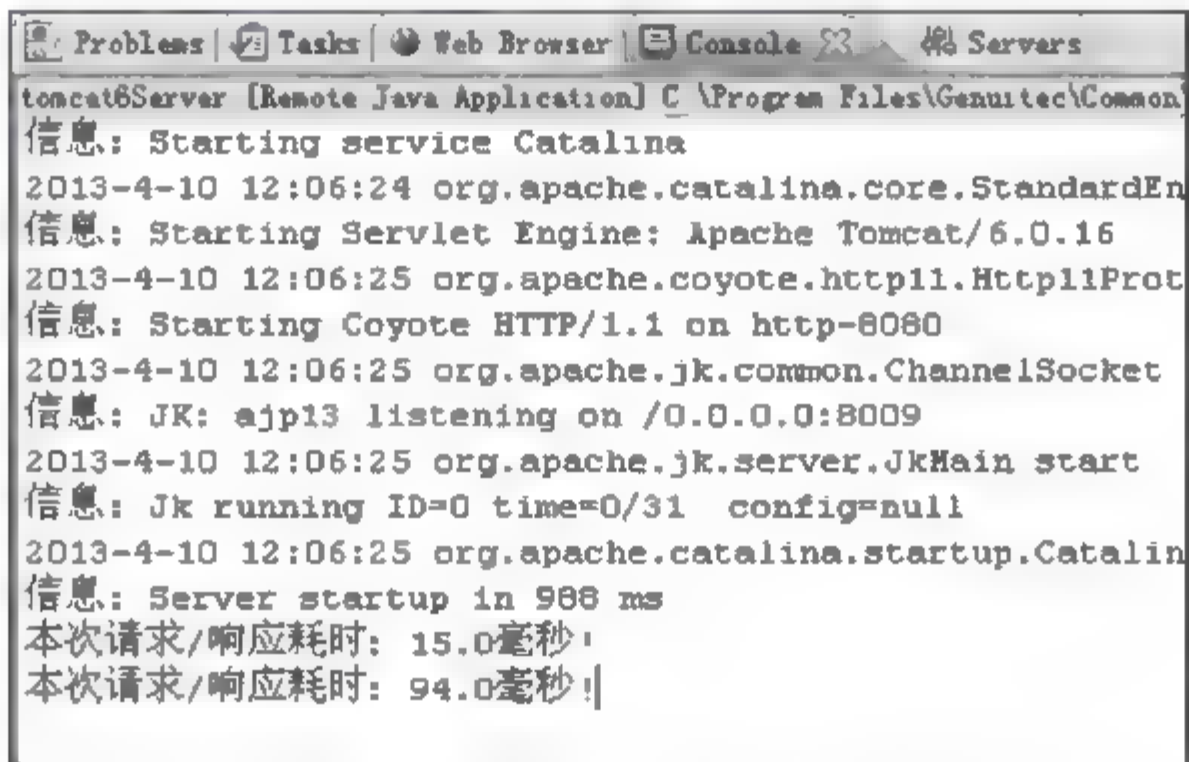 Problems Tasks Web Browser Console Servers
tomcat6Server [Remote Java Application] C \Program Files\Genuitec\Common\
信息: Starting service Catalina
2013-4-10 12:06:24 org.apache.catalina.core.StandardEn
信息: Starting Servlet Engine: Apache Tomcat/6.0.16
2013-4-10 12:06:25 org.apache.coyote.http11.Http11Prot
信息: Starting Coyote HTTP/1.1 on http-8080
2013-4-10 12:06:25 org.apache.jk.common.ChannelSocket
信息: JK: ajp13 listening on /0.0.0.0:8009
2013-4-10 12:06:25 org.apache.jk.server.JkMain start
信息: Jk running ID=0 time=0/31  config=null
2013-4-10 12:06:25 org.apache.catalina.startup.Catalin
信息: Server startup in 988 ms
本次请求/响应耗时: 15.0毫秒!
本次请求/响应耗时: 94.0毫秒!